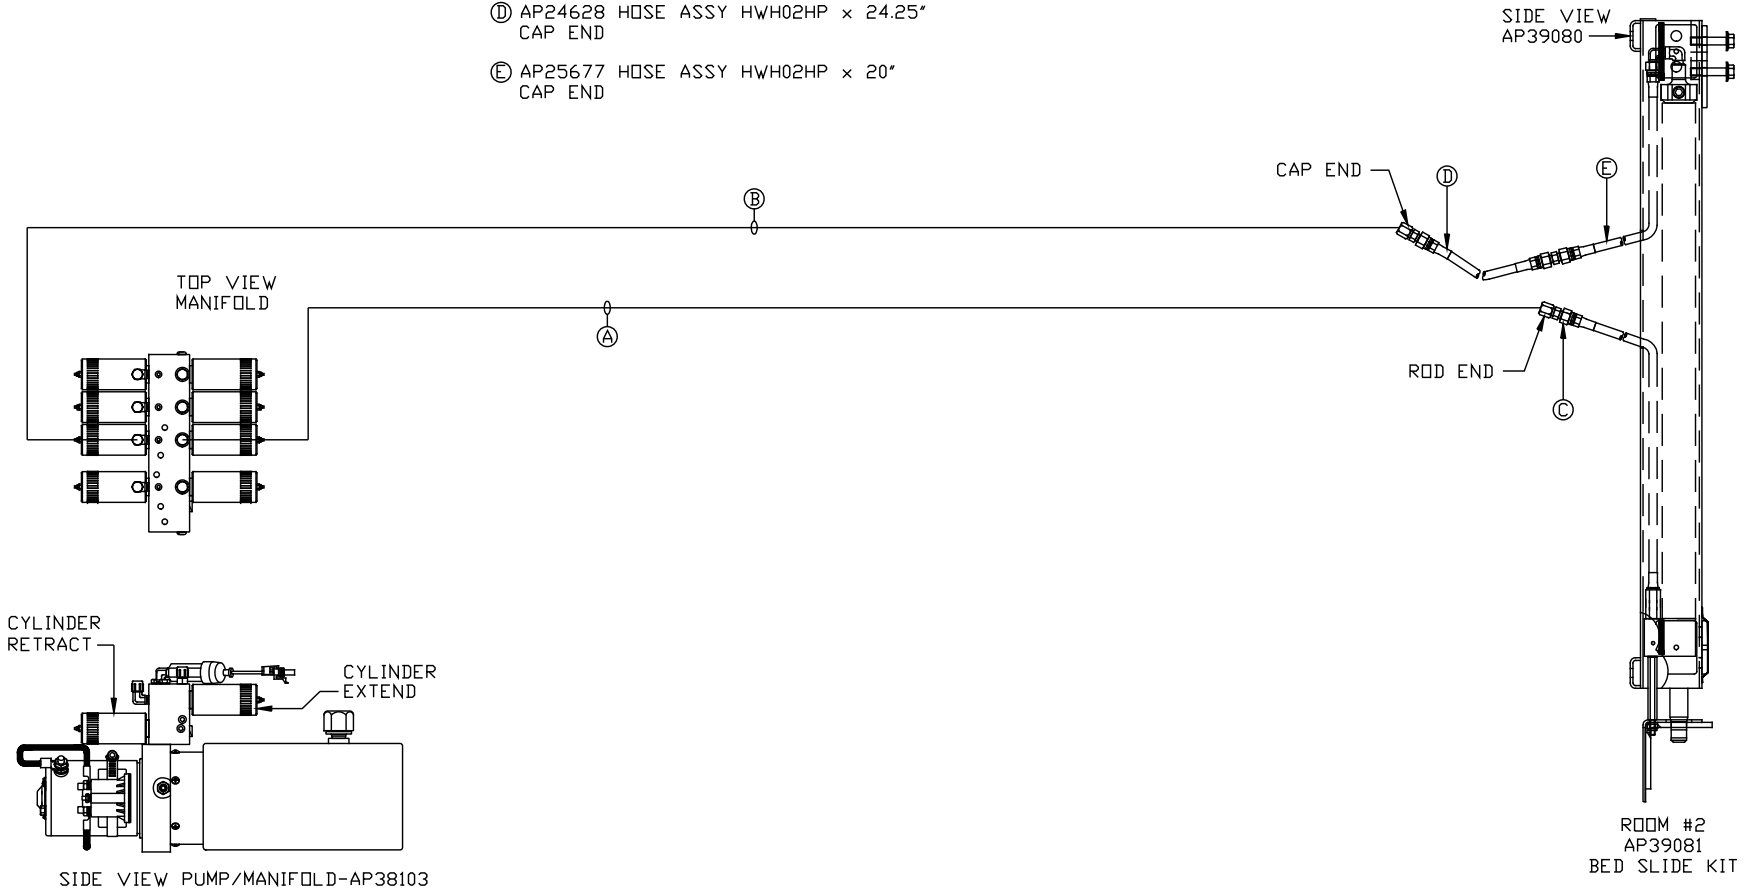 Ⓓ AP24628 HOSE ASSY HWH02HP x 24.25"
CAP END
Ⓔ AP25677 HOSE ASSY HWH02HP x 20"
CAP END
SIDE VIEW
AP39080
CAP END
D
E
B
TOP VIEW
MANIFOLD
A
ROD END
C
CYLINDER
RETRACT
CYLINDER
EXTEND
SIDE VIEW PUMP/MANIFOLD-AP38103
ROOM #2
AP39081
BED SLIDE KIT